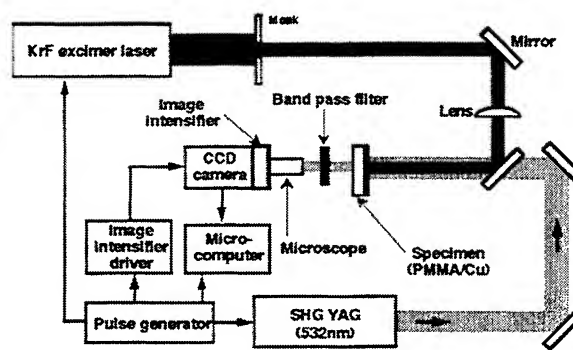 Mask
KrF excimer laser
Mirror
Image
intensifier
Band pass filter
Lens
CCD
camera
Image
intensifier
driver
Micro-
computer
Microscope
Specimen
(PMMA/Cu)
Pulse generator
SHG YAG
(532nm)